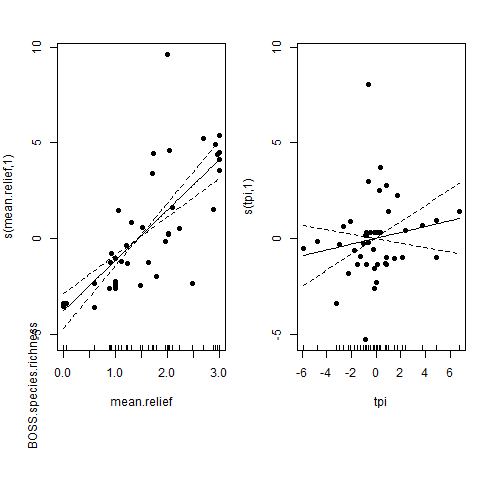 s(mean.relief,1)
10
5
0
-5
0.0 1.0 2.0 3.0
mean.relief
BOSS.species.richness
s(tpi,1)
10
5
0
-5
-6 -4 -2 0 2 4 6
tpi